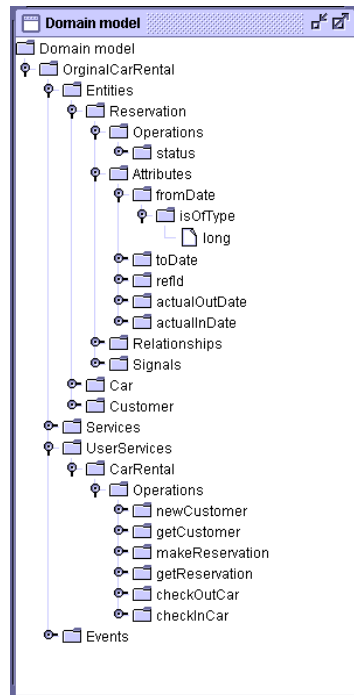 Domain model
Domain model
OrginalCarRental
Entities
Reservation
Operations
status
Attributes
fromDate
isOfType
long
toDate
refId
actualOutDate
actualInDate
Relationships
Signals
Car
Customer
Services
UserServices
CarRental
Operations
newCustomer
getCustomer
makeReservation
getReservation
checkOutCar
checkInCar
Events